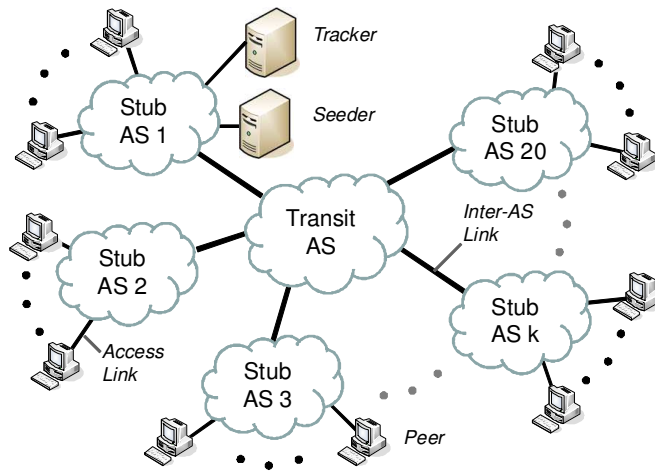 Tracker
Stub
AS 1
Seeder
Stub
AS 20
Transit
AS
Inter-AS
Link
Stub
AS 2
Stub
AS k
Access
Link
Stub
AS 3
Peer